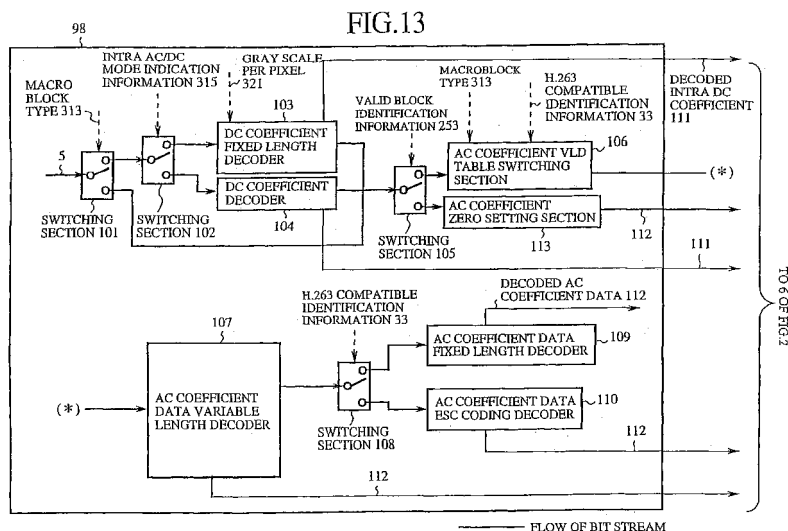 FIG.13
98
INTRA AC/DC
MODE INDICATION
INFORMATION 315
GRAY SCALE
PER PIXEL
321
MACRO
BLOCK
TYPE 313
103
DC COEFFICIENT
FIXED LENGTH
DECODER
VALID BLOCK
IDENTIFICATION
INFORMATION 253
MACROBLOCK
TYPE 313
H.263
COMPATIBLE
IDENTIFICATION
INFORMATION 33
DECODED
INTRA DC
COEFFICIENT
111
106
AC COEFFICIENT VLD
TABLE SWITCHING
SECTION
(*)
5
DC COEFFICIENT
DECODER
104
AC COEFFICIENT
ZERO SETTING SECTION
113
112
SWITCHING
SECTION 101
SWITCHING
SECTION 102
SWITCHING
SECTION 105
111
TO 6 OF FIG.2
107
H.263 COMPATIBLE
IDENTIFICATION
INFORMATION 33
DECODED AC
COEFFICIENT DATA 112
AC COEFFICIENT DATA
FIXED LENGTH DECODER
109
(*)
AC COEFFICIENT
DATA VARIABLE
LENGTH DECODER
SWITCHING
SECTION 108
AC COEFFICIENT DATA
ESC CODING DECODER
110
112
112
FLOW OF BIT STREAM